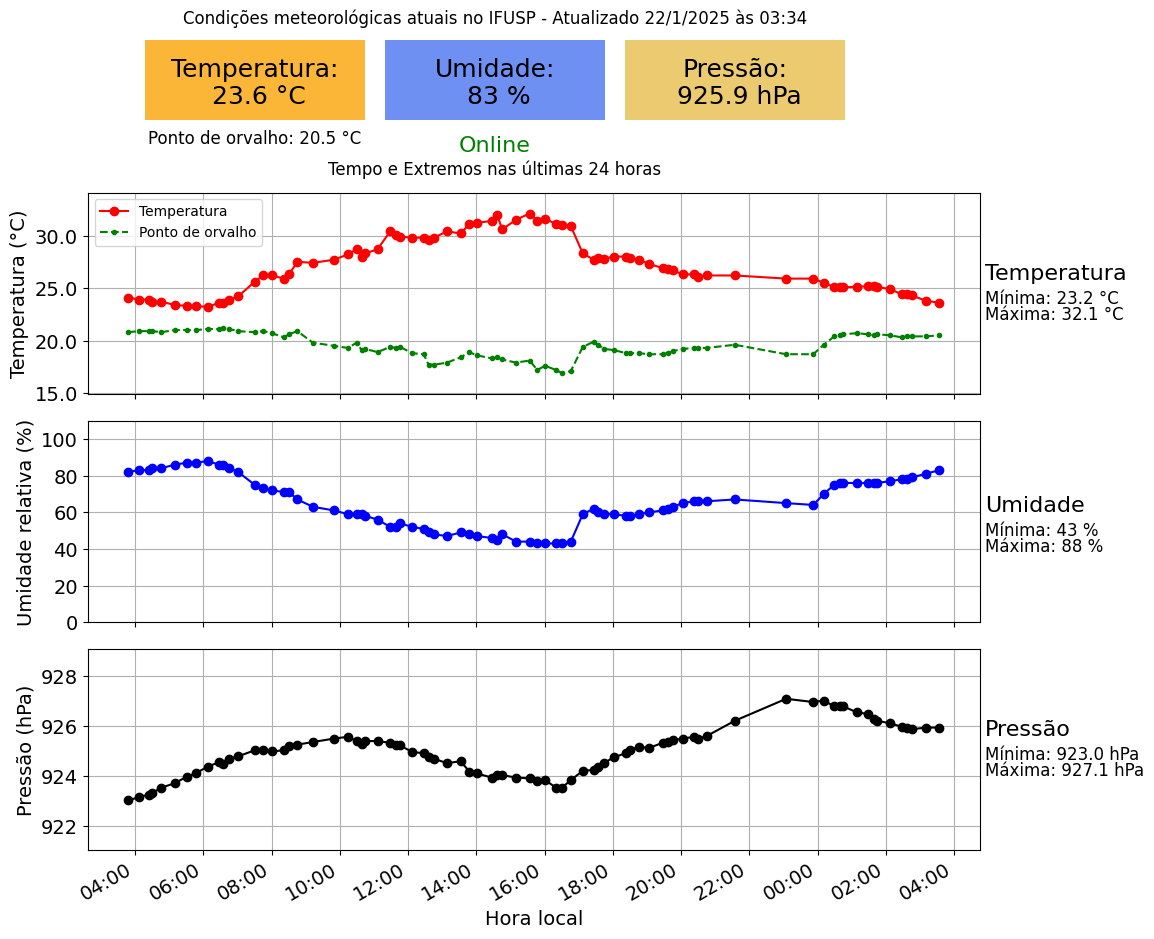 Condições meteorológicas atuais no IFUSP - Atualizado 22/1/2025 às 03:34
Temperatura:
23.6 °C
Umidade:
83 %
Pressão:
925.9 hPa
Ponto de orvalho: 20.5 °C
Online
Tempo e Extremos nas últimas 24 horas
Temperatura
Ponto de orvalho
Temperatura (°C)
30.0
25.0
20.0
15.0
Temperatura
Mínima: 23.2 °C
Máxima: 32.1 °C
Umidade relativa (%)
100
80
60
40
20
0
Umidade
Mínima: 43 %
Máxima: 88 %
Pressão (hPa)
928
926
924
922
Pressão
Mínima: 923.0 hPa
Máxima: 927.1 hPa
04:00 06:00 08:00 10:00 12:00 14:00 16:00 18:00 20:00 22:00 00:00 02:00 04:00
Hora local